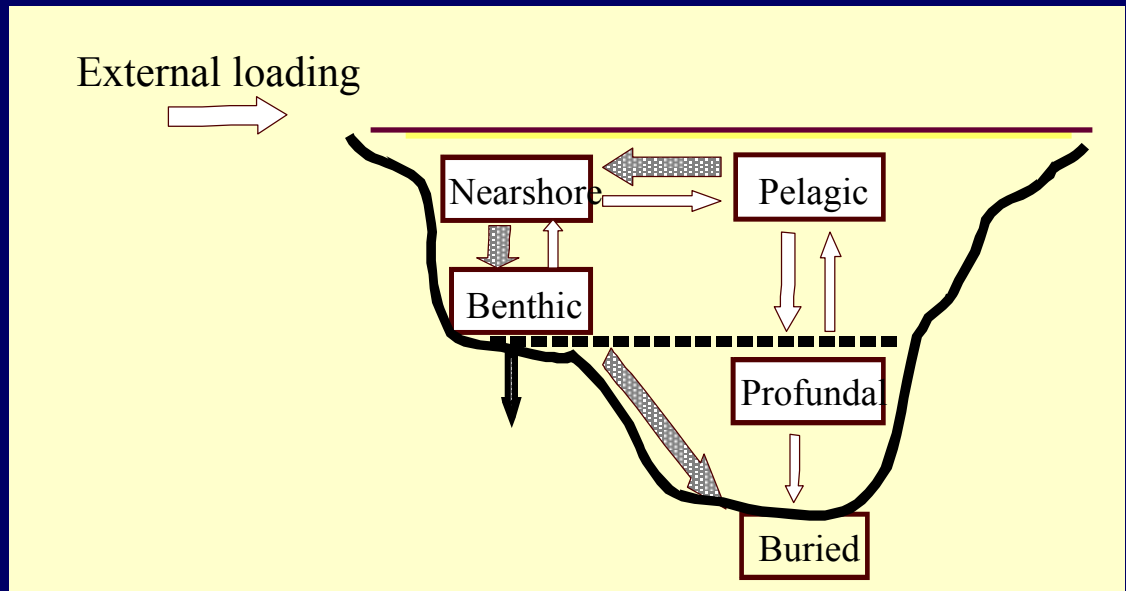 External loading
Nearshore
Pelagic
Benthic
Profundal
Buried